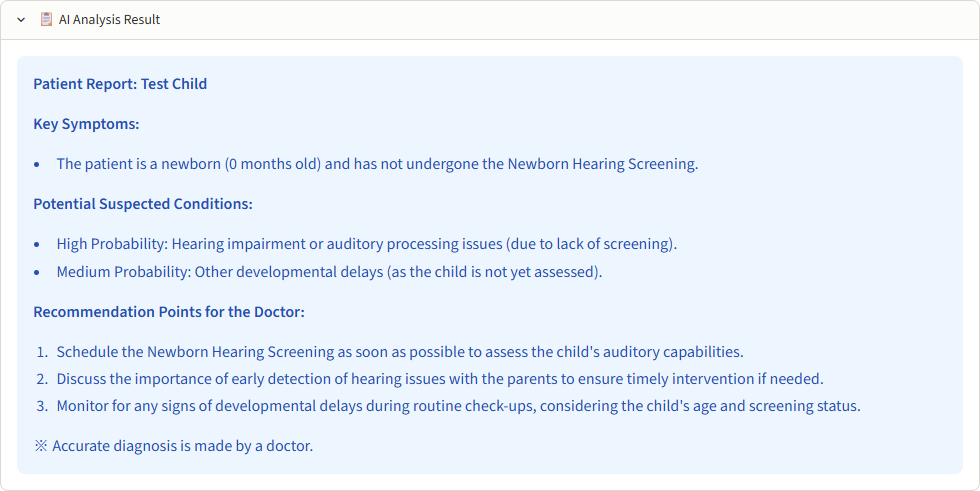 AI Analysis Result
Patient Report: Test Child
Key Symptoms:
• The patient is a newborn (0 months old) and has not undergone the Newborn Hearing Screening.
Potential Suspected Conditions:
• High Probability: Hearing impairment or auditory processing issues (due to lack of screening).
• Medium Probability: Other developmental delays (as the child is not yet assessed).
Recommendation Points for the Doctor:
1. Schedule the Newborn Hearing Screening as soon as possible to assess the child's auditory capabilities.
2. Discuss the importance of early detection of hearing issues with the parents to ensure timely intervention if needed.
3. Monitor for any signs of developmental delays during routine check-ups, considering the child's age and screening status.
※ Accurate diagnosis is made by a doctor.